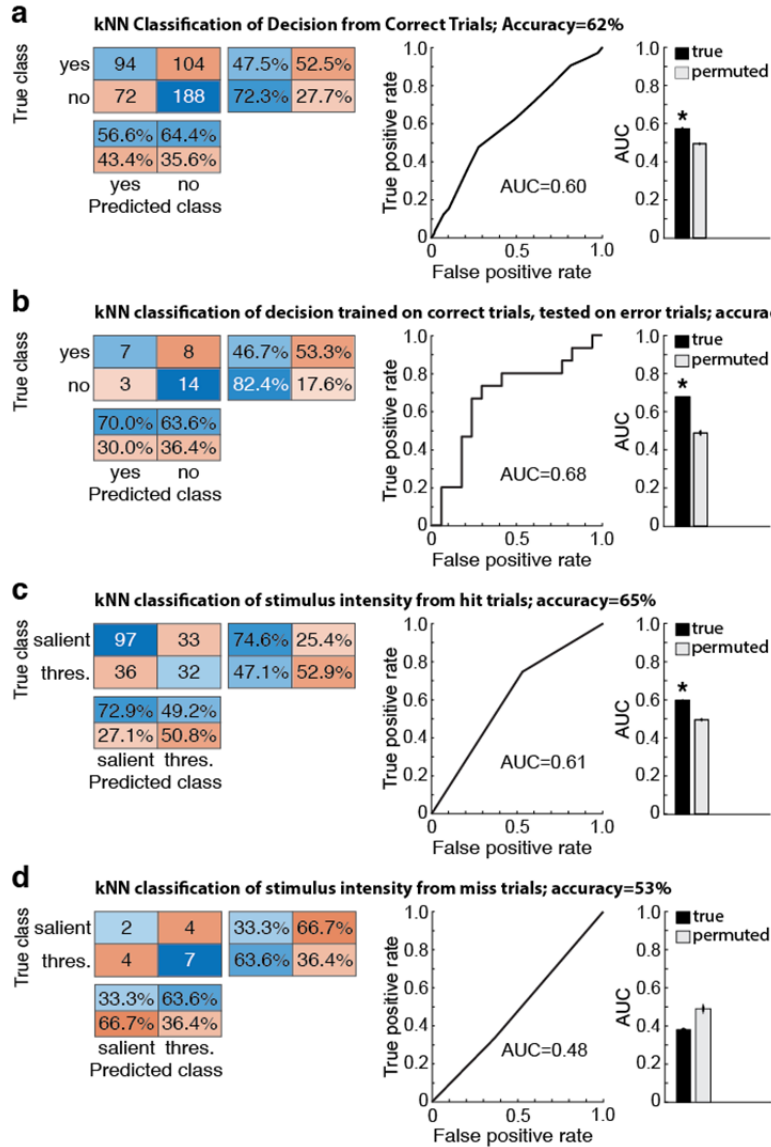 a
kNN Classification of Decision from Correct Trials; Accuracy=62%
True class
yes 94 104 47.5% 52.5%
no 72 188 72.3% 27.7%
56.6% 64.4%
43.4% 35.6%
yes no
Predicted class
True positive rate
1.0
0.8
0.6
0.4
0.2
0
AUC=0.60
0 0.5 1.0
False positive rate
AUC
1.0
0.8
0.6
0.4
0.2
0
true
permuted
*
b
kNN classification of decision trained on correct trials, tested on error trials; accurac
True class
yes 7 8 46.7% 53.3%
no 3 14 82.4% 17.6%
70.0% 63.6%
30.0% 36.4%
yes no
Predicted class
True positive rate
1.0
0.8
0.6
0.4
0.2
0
AUC=0.68
0 0.5 1.0
False positive rate
AUC
1.0
0.8
0.6
0.4
0.2
0
true
permuted
*
c
kNN classification of stimulus intensity from hit trials; accuracy=65%
True class
salient 97 33 74.6% 25.4%
thres. 36 32 47.1% 52.9%
72.9% 49.2%
27.1% 50.8%
salient thres.
Predicted class
True positive rate
1.0
0.8
0.6
0.4
0.2
0
AUC=0.61
0 0.5 1.0
False positive rate
AUC
1.0
0.8
0.6
0.4
0.2
0
true
permuted
*
d
kNN classification of stimulus intensity from miss trials; accuracy=53%
True class
salient 2 4 33.3% 66.7%
thres. 4 7 63.6% 36.4%
33.3% 63.6%
66.7% 36.4%
salient thres.
Predicted class
True positive rate
1.0
0.8
0.6
0.4
0.2
0
AUC=0.48
0 0.5 1.0
False positive rate
AUC
1.0
0.8
0.6
0.4
0.2
0
true
permuted